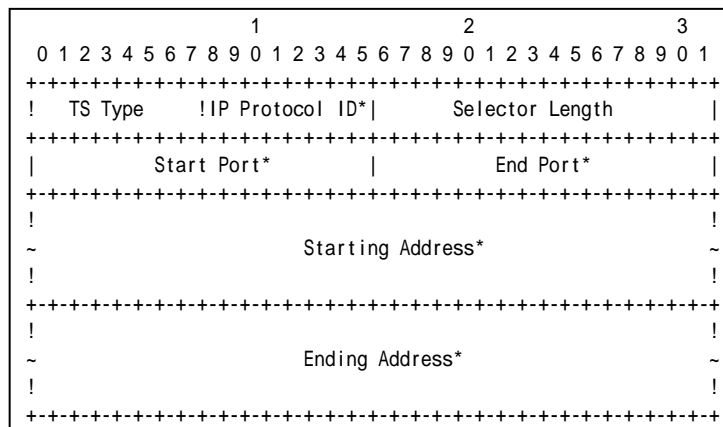 1                   2                   3
 0 1 2 3 4 5 6 7 8 9 0 1 2 3 4 5 6 7 8 9 0 1 2 3 4 5 6 7 8 9 0 1
+-+-+-+-+-+-+-+-+-+-+-+-+-+-+-+-+-+-+-+-+-+-+-+-+-+-+-+-+-+-+-+-+
!   TS Type     !IP Protocol ID*|       Selector Length         |
+-+-+-+-+-+-+-+-+-+-+-+-+-+-+-+-+-+-+-+-+-+-+-+-+-+-+-+-+-+-+-+-+
|           Start Port*         |           End Port*           |
+-+-+-+-+-+-+-+-+-+-+-+-+-+-+-+-+-+-+-+-+-+-+-+-+-+-+-+-+-+-+-+-+
!                                                               !
~                         Starting Address*                     ~
!                                                               !
+-+-+-+-+-+-+-+-+-+-+-+-+-+-+-+-+-+-+-+-+-+-+-+-+-+-+-+-+-+-+-+-+
!                                                               !
~                         Ending Address*                       ~
!                                                               !
+-+-+-+-+-+-+-+-+-+-+-+-+-+-+-+-+-+-+-+-+-+-+-+-+-+-+-+-+-+-+-+-+